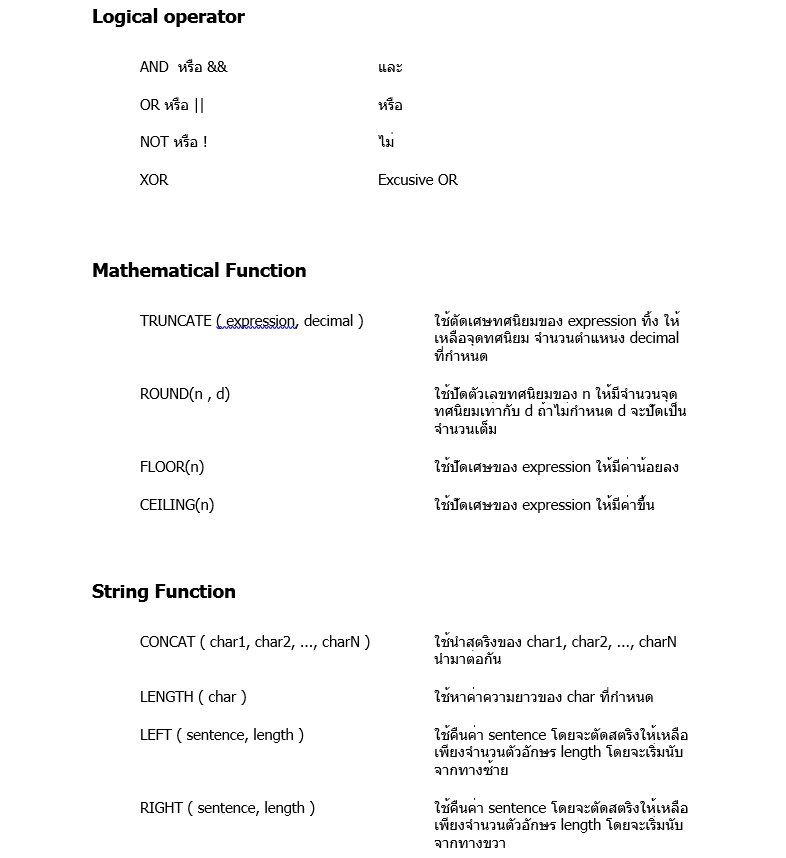 Logical operator
AND หรือ && และ
OR หรือ || หรือ
NOT หรือ ! ไม่
XOR Excusive OR
Mathematical Function
TRUNCATE ( expression, decimal ) ใช้ตัดเศษทศนิยมของ expression ทิ้ง ให้
เหลือจุดทศนิยม จำนวนตำแหน่ง decimal
ที่กำหนด
ROUND(n , d) ใช้ปัดตัวเลขทศนิยมของ n ให้มีจำนวนจุด
ทศนิยมเท่ากับ d ถ้าไม่กำหนด d จะปัดเป็น
จำนวนเต็ม
FLOOR(n) ใช้ปัดเศษของ expression ให้มีค่าน้อยลง
CEILING(n) ใช้ปัดเศษของ expression ให้มีค่าขึ้น
String Function
CONCAT ( char1, char2, ..., charN ) ใช้นำสตริงของ char1, char2, ..., charN
นำมาต่อกัน
LENGTH ( char ) ใช้หาค่าความยาวของ char ที่กำหนด
LEFT ( sentence, length ) ใช้คืนค่า sentence โดยจะตัดสตริงให้เหลือ
เพียงจำนวนตัวอักษร length โดยจะเริ่มนับ
จากทางซ้าย
RIGHT ( sentence, length ) ใช้คืนค่า sentence โดยจะตัดสตริงให้เหลือ
เพียงจำนวนตัวอักษร length โดยจะเริ่มนับ
จากทางขวา